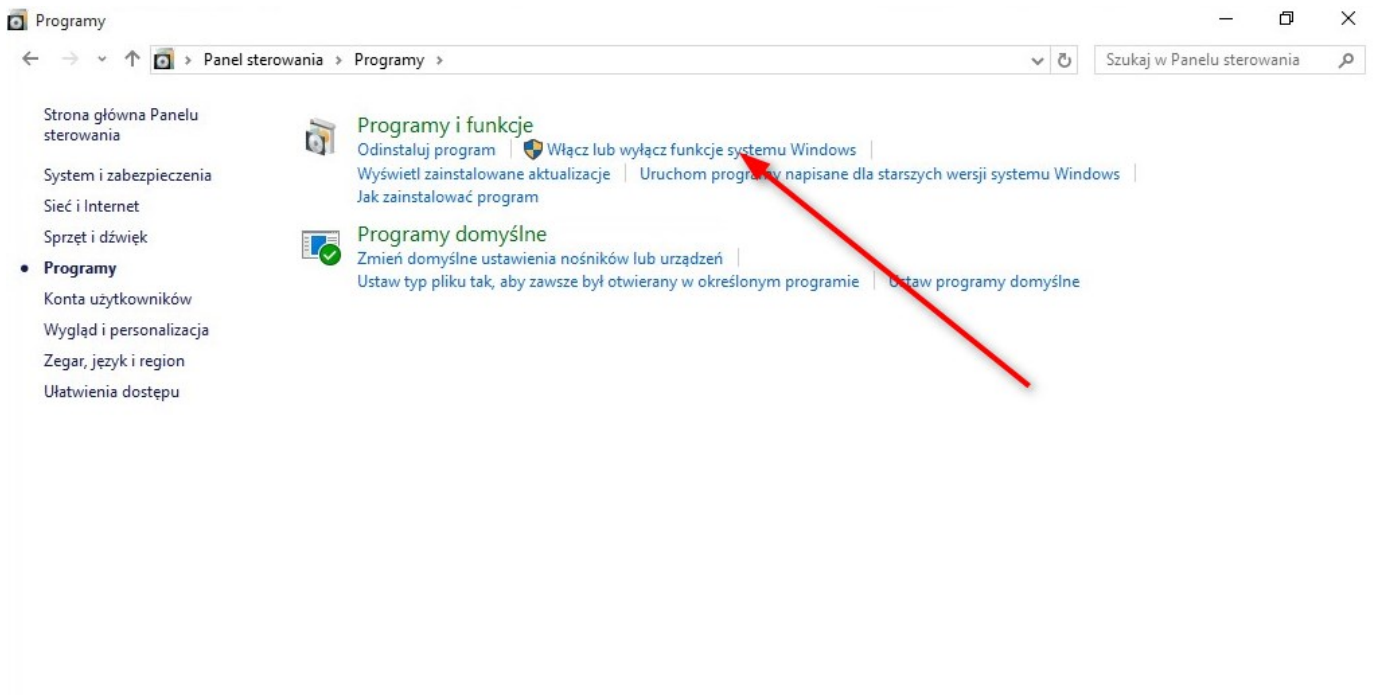 Programy
Panel sterowania > Programy >
Szukaj w Panelu sterowania
Strona główna Panelu
sterowania
System i zabezpieczenia
Sieć i Internet
Sprzęt i dźwięk
Programy
Konta użytkowników
Wygląd i personalizacja
Zegar, język i region
Ułatwienia dostępu
Programy i funkcje
Odinstaluj program | Włącz lub wyłącz funkcje systemu Windows
Wyświetl zainstalowane aktualizacje | Uruchom programy napisane dla starszych wersji systemu Windows
Jak zainstalować program
Programy domyślne
Zmień domyślne ustawienia nośników lub urządzeń
Ustaw typ pliku tak, aby zawsze był otwierany w określonym programie | Ustaw programy domyślne